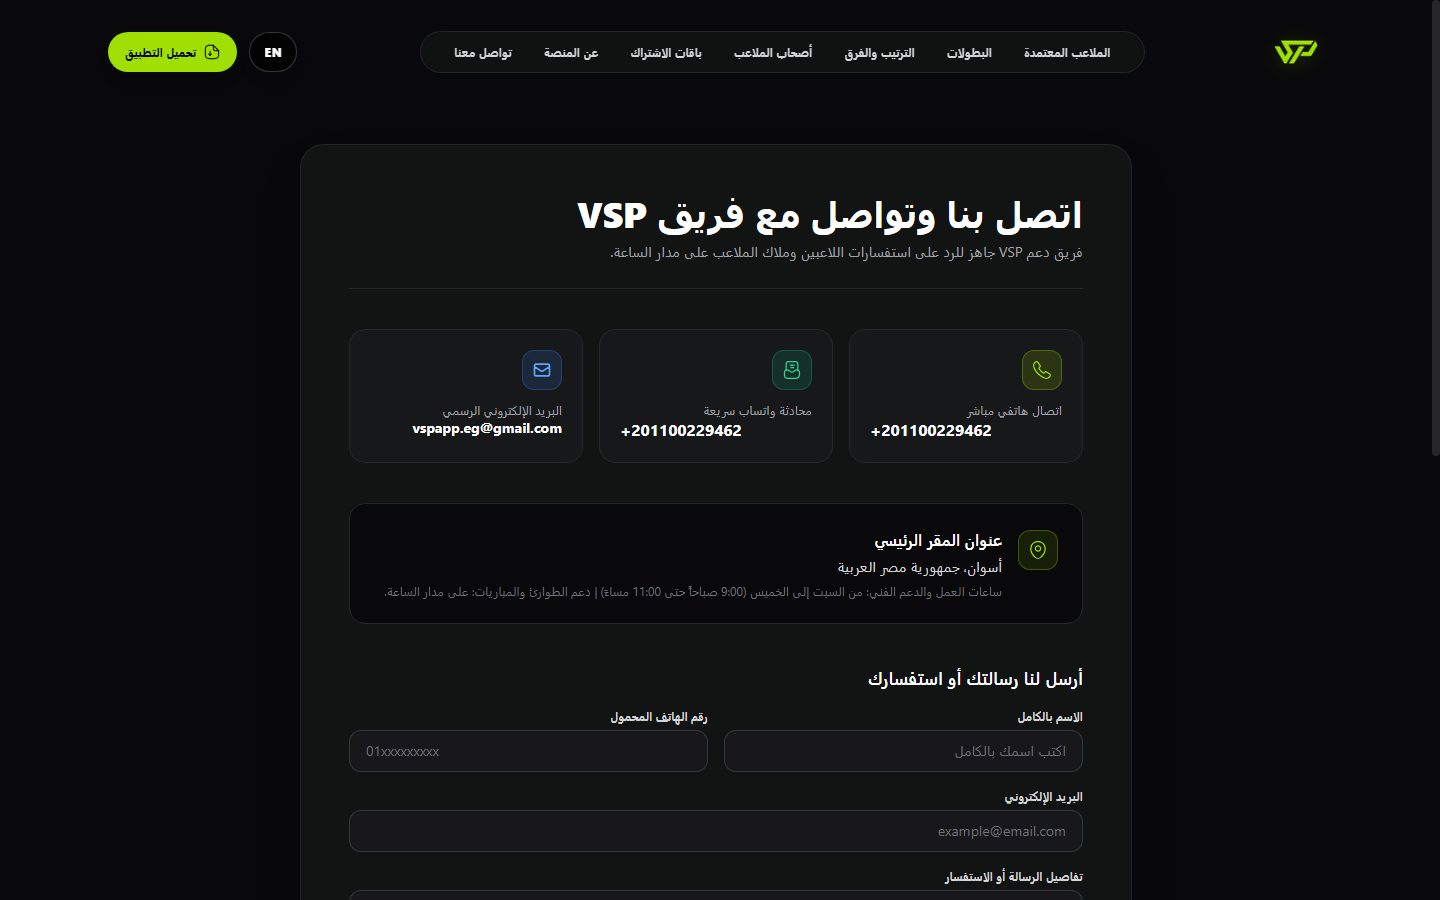 VSP
الملاعب المعتمدة
البطولات
الترتيب والفرق
أصحاب الملاعب
باقات الاشتراك
عن المنصة
تواصل معنا
EN
تحميل التطبيق
اتصل بنا وتواصل مع فريق VSP
فريق دعم VSP جاهز للرد على استفسارات اللاعبين وملاك الملاعب على مدار الساعة.
اتصال هاتفي مباشر
+201100229462
محادثة واتساب سريعة
+201100229462
البريد الإلكتروني الرسمي
vspapp.eg@gmail.com
عنوان المقر الرئيسي
أسوان، جمهورية مصر العربية
ساعات العمل والدعم الفني: من السبت إلى الخميس (9:00 صباحاً حتى 11:00 مساءً) | دعم الطوارئ والمباريات: على مدار الساعة.
أرسل لنا رسالتك أو استفسارك
الاسم بالكامل
اكتب اسمك بالكامل
رقم الهاتف المحمول
01xxxxxxxxx
البريد الإلكتروني
example@email.com
تفاصيل الرسالة أو الاستفسار